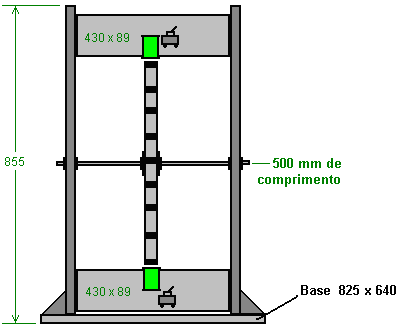 430 x 89
855
500 mm de
comprimento
430 x 89
Base 825 x 640